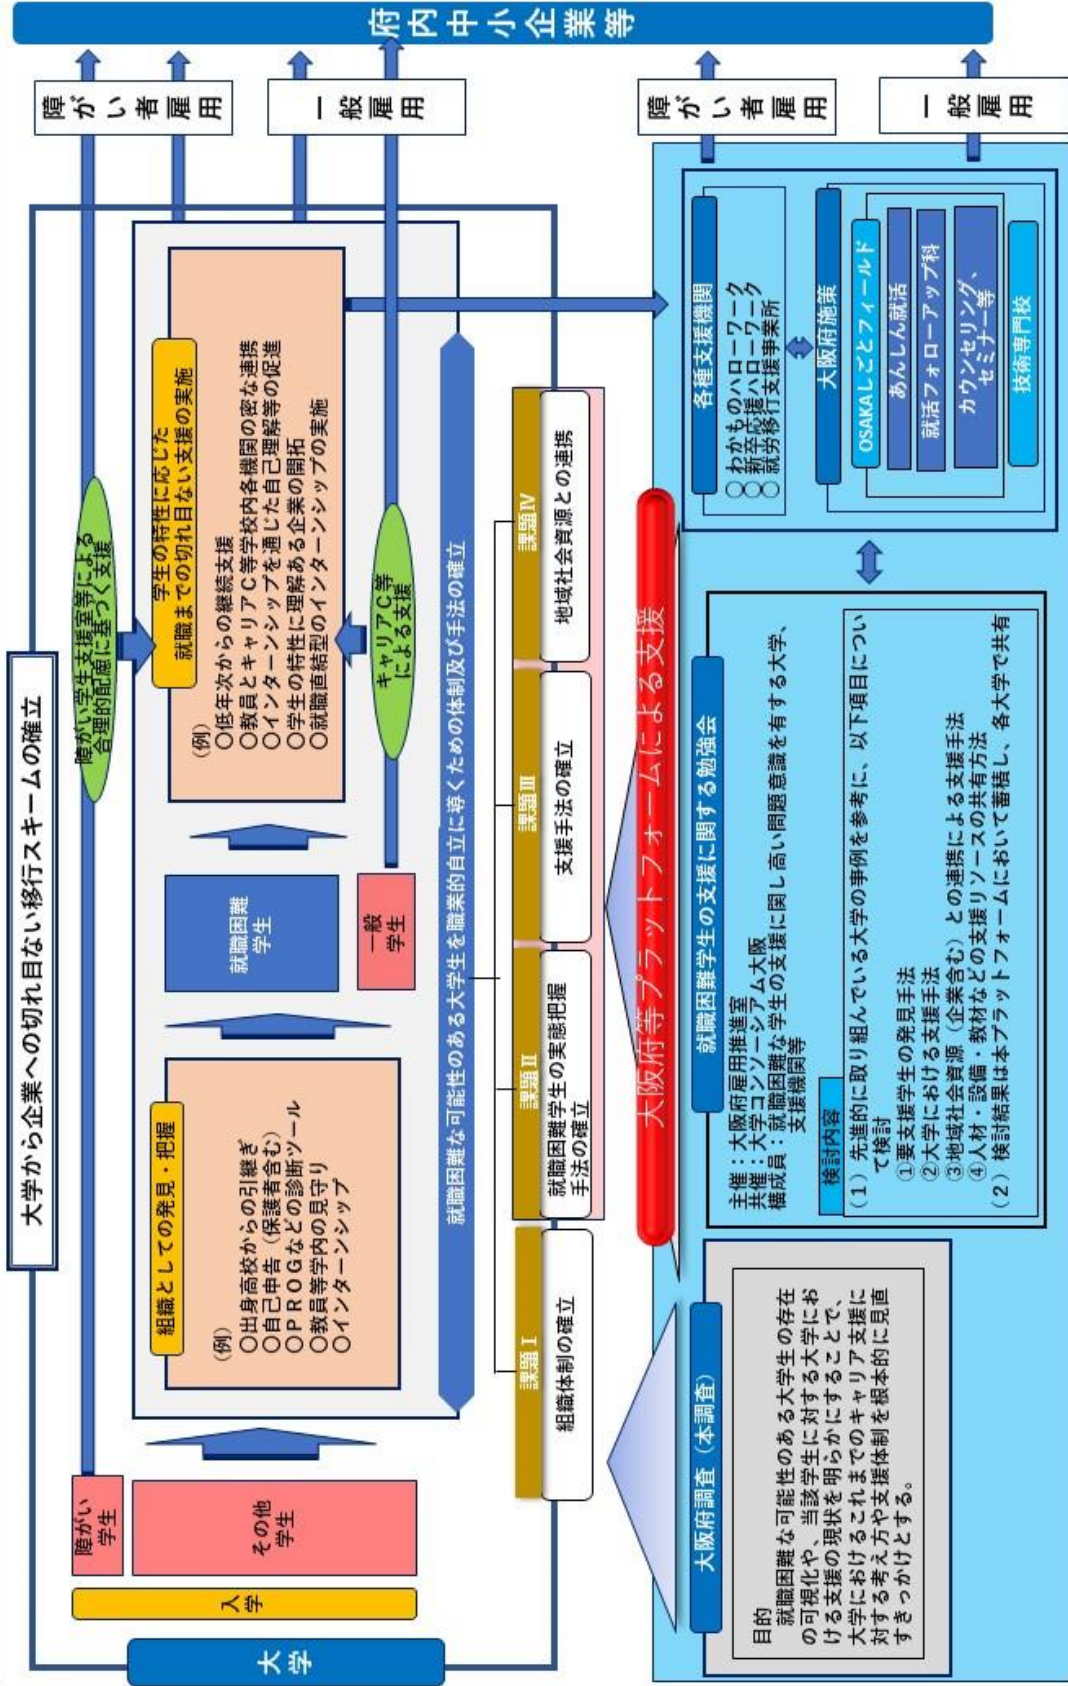 大学から企業への切れ目ない移行スキームの確立
大学
入学
障がい
学生
その他
学生
組織としての発見・把握
(例)
○出身高校からの引継ぎ
○自己申告（保護者含む）
○ＰＲＯＧなどの診断ツール
○教員等学内の見守り
○インターンシップ
就職困難
学生
一般
学生
障がい学生支援室等による
合理的配慮に基づく支援
学生の特性に応じた
就職までの切れ目ない支援の実施
(例)
○低年次からの継続支援
○教員とキャリアＣ等学校内各機関の密な連携
○インターンシップを通じた自己理解等の促進
○学生の特性に理解ある企業の開拓
○就職直結型のインターンシップの実施
キャリアＣ等
による支援
就職困難な可能性のある大学生を職業的自立に導くための体制及び手法の確立
課題Ⅰ
組織体制の確立
課題Ⅱ
就職困難学生の実態把握
手法の確立
課題Ⅲ
支援手法の確立
課題Ⅳ
地域社会資源との連携
障がい者雇用
一般雇用
障がい者雇用
一般雇用
府内中小企業等
大阪府等プラットフォームによる支援
大阪府調査（本調査）
目的
就職困難な可能性のある大学生の存在
の可視化や、当該学生に対する大学にお
ける支援の現状を明らかにすることで、
大学におけるこれまでのキャリア支援に
対する考え方や支援体制を根本的に見直
すきっかけとする。
就職困難学生の支援に関する勉強会
主催：大阪府雇用推進室
共催：大学コンソーシアム大阪
構成員：就職困難な学生の支援に関し高い問題意識を有する大学、
支援機関等
検討内容
（１）先進的に取り組んでいる大学の事例を参考に、以下項目につい
て検討
①要支援学生の発見手法
②大学における支援手法
③地域社会資源（企業含む）との連携による支援手法
④人材・設備・教材などの支援リソースの共有方法
（２）検討結果は本プラットフォームにおいて蓄積し、各大学で共有
各種支援機関
○わかものハローワーク
○新卒応援ハローワーク
○就労移行支援事業所
大阪府施策
OSAKAしごとフィールド
あんしん就活
就活フォローアップ科
カウンセリング、
セミナー等
技術専門校